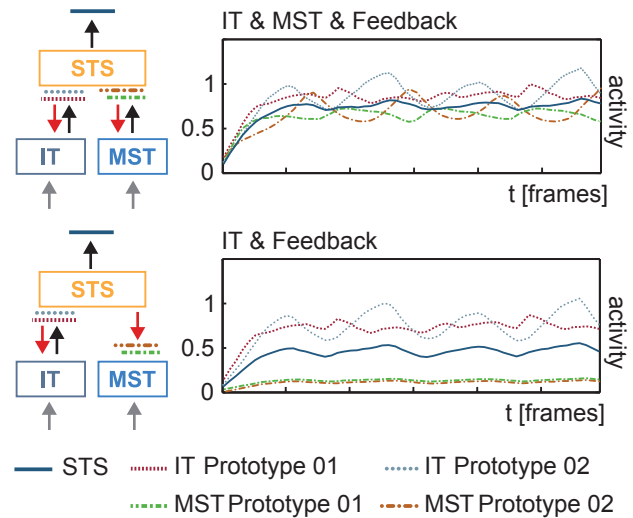 IT & MST & Feedback
STS
IT
MST
1
0.5
0
activity
t [frames]
IT & Feedback
STS
IT
MST
1
0.5
0
activity
t [frames]
STS
IT Prototype 01
IT Prototype 02
MST Prototype 01
MST Prototype 02